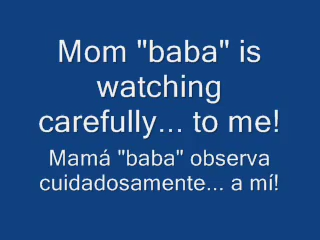 Mom "baba" is
watching
carefully... to me!
Mamá "baba" observa
cuidadosamente... a mí!